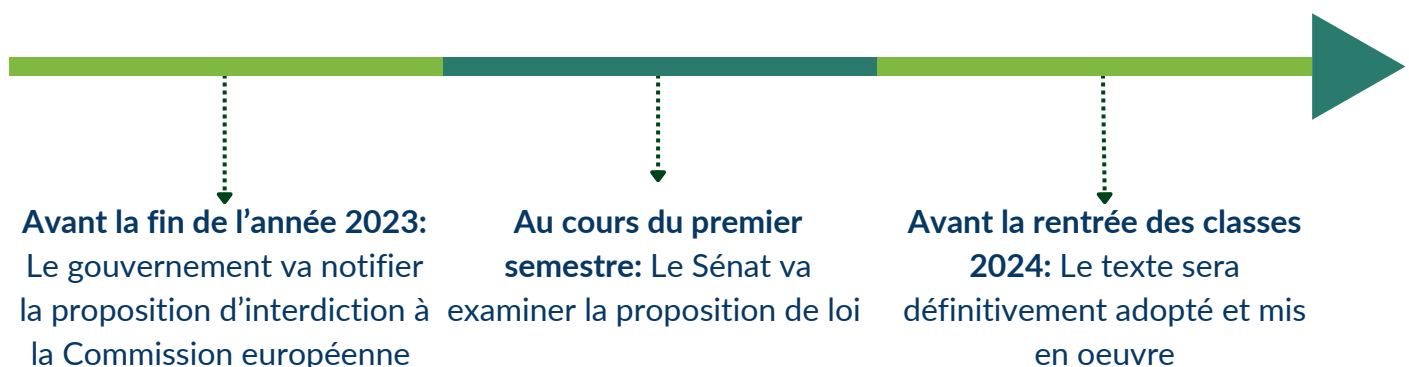 Avant la fin de l’année 2023:
Le gouvernement va notifier
la proposition d’interdiction à
la Commission européenne
Au cours du premier
semestre: Le Sénat va
examiner la proposition de loi
Avant la rentrée des classes
2024: Le texte sera
définitivement adopté et mis
en oeuvre